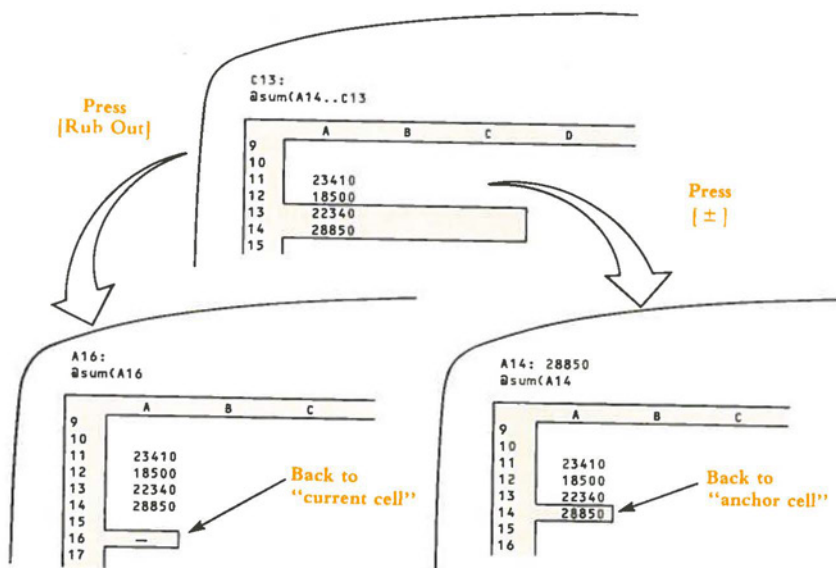 C13:
@sum(A14..C13
Press
[Rub Out]
A B C D
9
10
11 23410
12 18500
13 22340
14 28850
15
Press
[ ± ]
A16:
@sum(A16
A B C
9
10
11 23410
12 18500
13 22340
14 28850
15
16 —
17
Back to
“current cell”
A14: 28850
@sum(A14
A B C
9
10
11 23410
12 18500
13 22340
14 28850
15
16
Back to
“anchor cell”